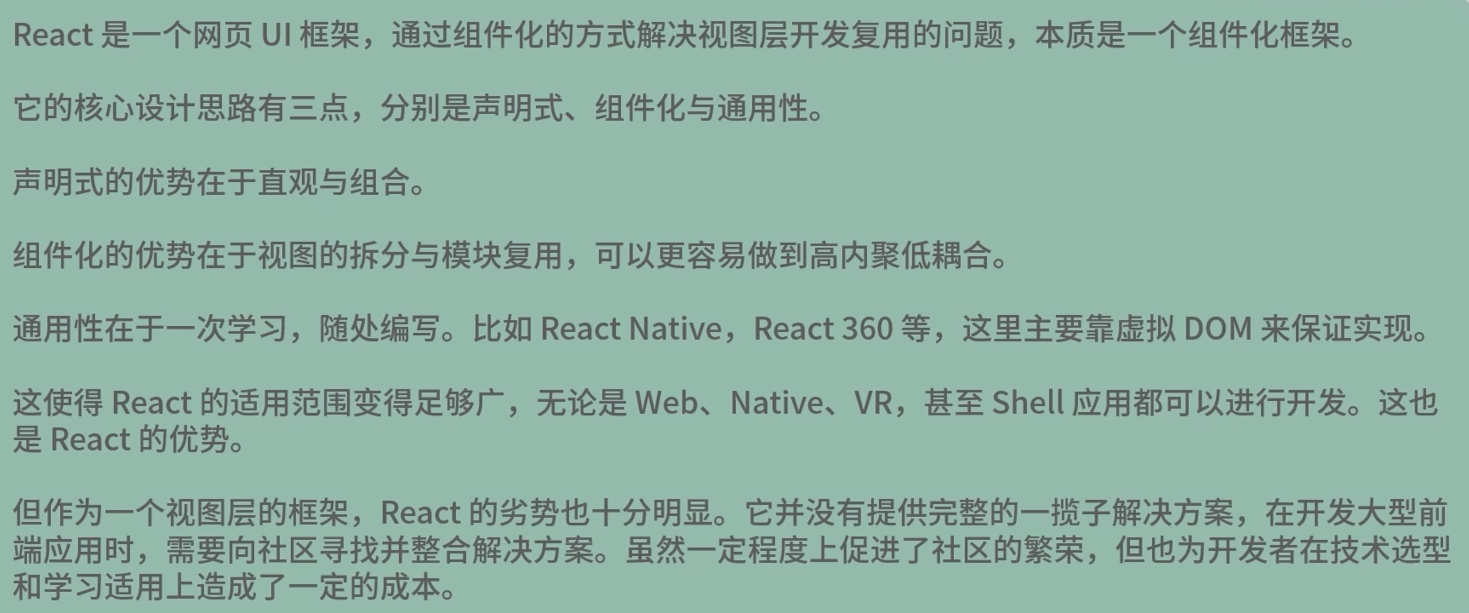 React 是一个网页 UI 框架，通过组件化的方式解决视图层开发复用的问题，本质是一个组件化框架。
它的核心设计思路有三点，分别是声明式、组件化与通用性。
声明式的优势在于直观与组合。
组件化的优势在于视图的拆分与模块复用，可以更容易做到高内聚低耦合。
通用性在于一次学习，随处编写。比如 React Native，React 360 等，这里主要靠虚拟 DOM 来保证实现。
这使得 React 的适用范围变得足够广，无论是 Web、Native、VR，甚至 Shell 应用都可以进行开发。这也
是 React 的优势。
但作为一个视图层的框架，React 的劣势也十分明显。它并没有提供完整的一揽子解决方案，在开发大型前
端应用时，需要向社区寻找并整合解决方案。虽然一定程度上促进了社区的繁荣，但也为开发者在技术选型
和学习适用上造成了一定的成本。